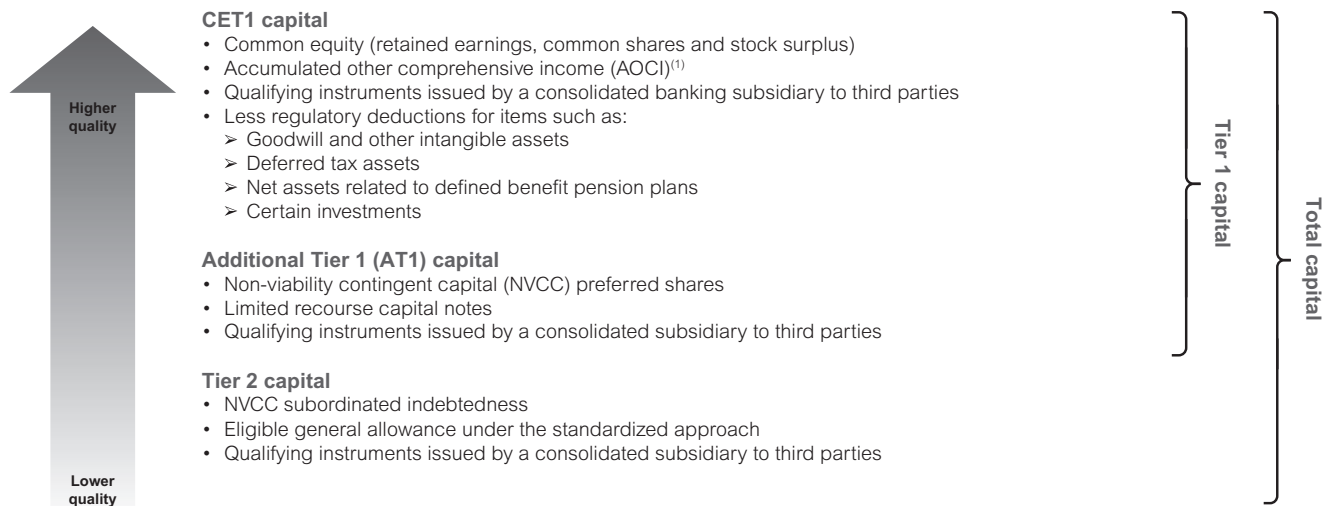 CET1 capital
• Common equity (retained earnings, common shares and stock surplus)
• Accumulated other comprehensive income (AOCI)(1)
• Qualifying instruments issued by a consolidated banking subsidiary to third parties
• Less regulatory deductions for items such as:
➢ Goodwill and other intangible assets
➢ Deferred tax assets
➢ Net assets related to defined benefit pension plans
➢ Certain investments
Additional Tier 1 (AT1) capital
• Non-viability contingent capital (NVCC) preferred shares
• Limited recourse capital notes
• Qualifying instruments issued by a consolidated subsidiary to third parties
Tier 2 capital
• NVCC subordinated indebtedness
• Eligible general allowance under the standardized approach
• Qualifying instruments issued by a consolidated subsidiary to third parties
Higher
quality
Lower
quality
Tier 1 capital
Total capital